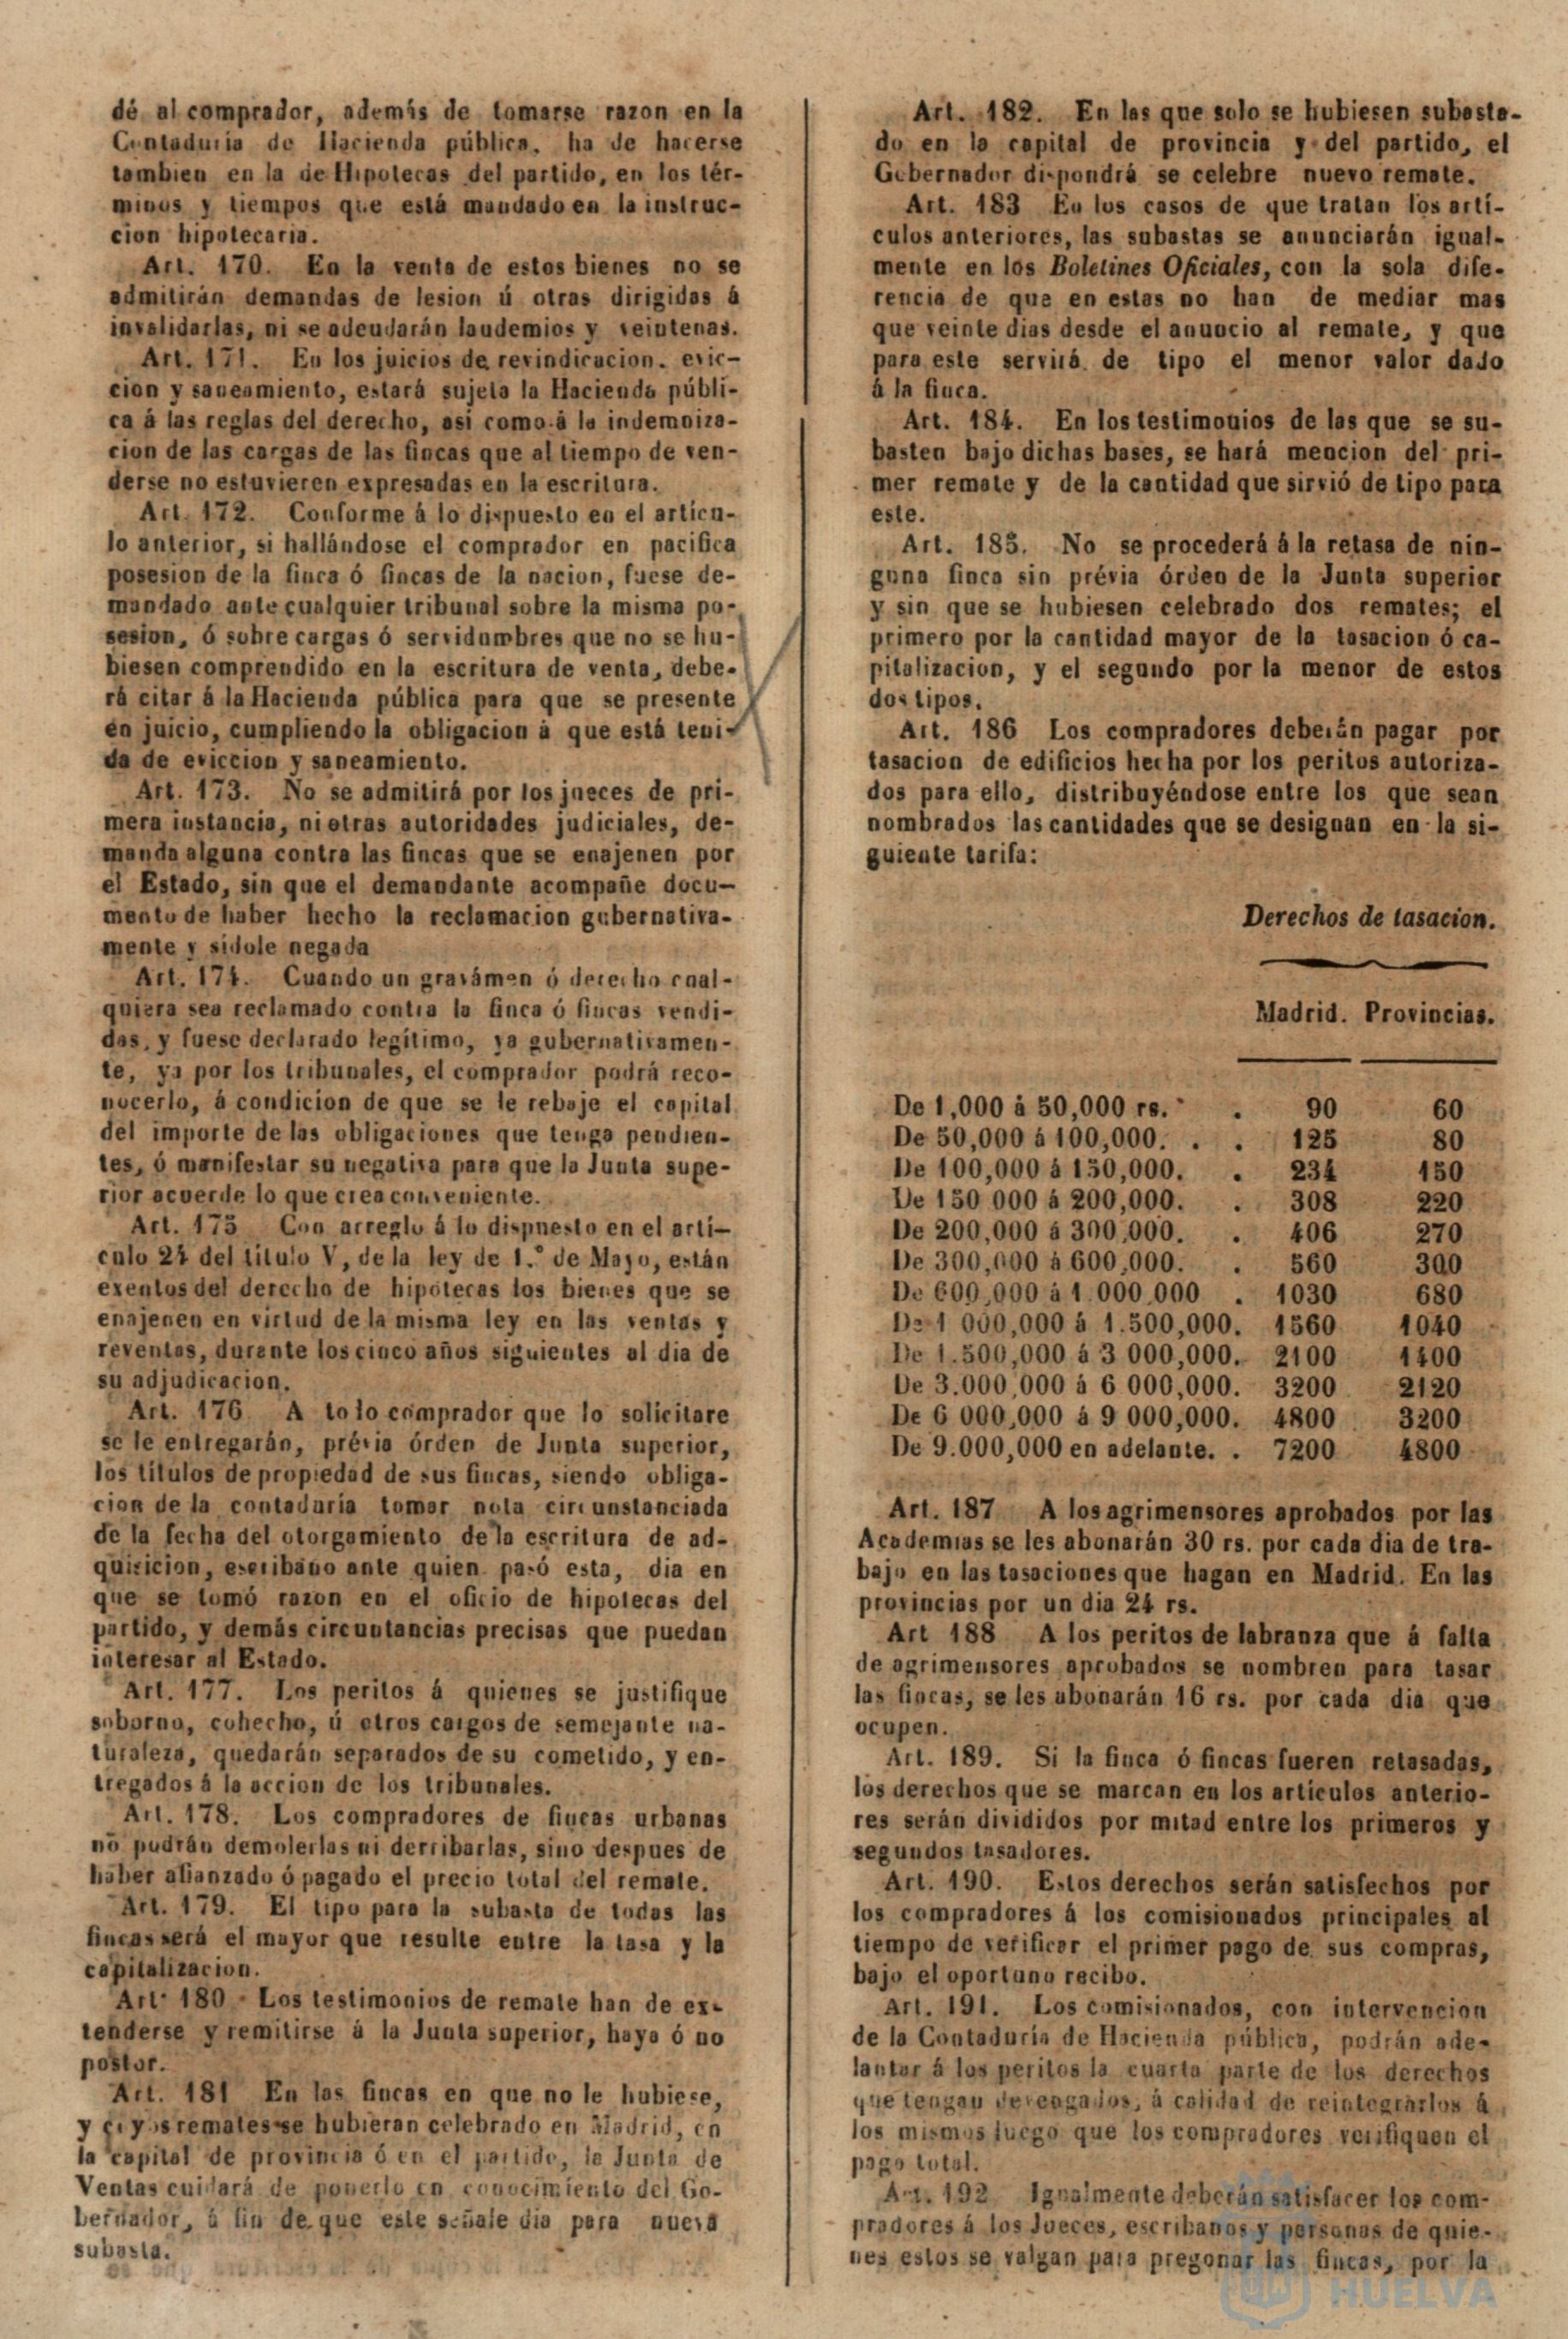 dé al comprador, además de tomarse razon en la
Contaduria de Hacienda pública, ha de hacerse
tambien en la de Hipotecas del partido, en los tér-
minos y tiempos que está mandado en la instruc-
cion hipotecaria.
Art. 170. En la venta de estos bienes no se
admitirán demandas de lesion ú otras dirigidas á
invalidarlas, ni se adeudarán laudemios y veintenas.
Art. 171. En los juicios de revindicacion, evic-
cion y saneamiento, estará sujeta la Hacienda públi-
ca á las reglas del derecho, asi como á la indemniza-
cion de las cargas de las fincas que al tiempo de ven-
derse no estuvieren expresadas en la escritura.
Art. 172. Conforme á lo dispuesto en el artícu-
lo anterior, si hallándose el comprador en pacifica
posesion de la finca ó fincas de la nacion, fuese de-
mandado ante cualquier tribunal sobre la misma po-
sesion, ó sobre cargas ó servidumbres que no se hu-
biesen comprendido en la escritura de venta, debe-
rá citar á la Hacienda pública para que se presente
en juicio, cumpliendo la obligacion á que está teni-
da de eviccion y saneamiento.
Art. 173. No se admitirá por los jueces de pri-
mera instancia, ni otras autoridades judiciales, de-
manda alguna contra las fincas que se enajenen por
el Estado, sin que el demandante acompañe docu-
mento de haber hecho la reclamacion gubernativa-
mente y sidole negada
Art. 174. Cuando un gravámen ó derecho cual-
quiera sea reclamado contra la finca ó fincas vendi-
das, y fuese declarado legítimo, ya gubernativamen-
te, ya por los tribunales, el comprador podrá reco-
nocerlo, á condicion de que se le rebaje el capital
del importe de las obligaciones que tenga pendien-
tes, ó manifestar su negativa para que la Junta supe-
rior acuerde lo que crea conveniente.
Art. 175 Con arreglo á lo dispuesto en el artí-
culo 24 del título V, de la ley de 1.° de Mayo, están
exentos del derecho de hipotecas los bienes que se
enajenen en virtud de la misma ley en las ventas y
reventas, durante los cinco años siguientes al dia de
su adjudicacion.
Art. 176 A todo comprador que lo solicitare
se le entregarán, prévia órden de Junta superior,
los títulos de propiedad de sus fincas, siendo obliga-
cion de la contaduría tomar nota circunstanciada
de la fecha del otorgamiento de la escritura de ad-
quisicion, escribano ante quien pasó esta, dia en
que se tomó razon en el oficio de hipotecas del
partido, y demás circuntancias precisas que puedan
interesar al Estado.
Art. 177. Los peritos á quienes se justifique
soborno, cohecho, ú otros cargos de semejante na-
turaleza, quedarán separados de su cometido, y en-
tregados á la accion de los tribunales.
Art. 178. Los compradores de fincas urbanas
no podrán demolerlas ni derribarlas, sino despues de
haber afianzado ó pagado el precio total del remate.
Art. 179. El tipo para la subasta de todas las
fincas será el mayor que resulte entre la tasa y la
capitalizacion.
Art. 180 Los testimonios de remate han de ex-
tenderse y remitirse á la Junta superior, haya ó no
postor.
Art. 181 En las fincas en que no le hubiese,
y cuyos remates se hubieran celebrado en Madrid, en
la capital de provincia ó en el partido, la Junta de
Ventas cuidará de ponerlo en conocimiento del Go-
bernador, á fin de que este señale dia para nueva
subasta.
Art. 182. En las que solo se hubiesen subasta-
do en la capital de provincia y del partido, el
Gobernador dispondrá se celebre nuevo remate.
Art. 183 En los casos de que tratan los artí-
culos anteriores, las subastas se anunciarán igual-
mente en los Boletines Oficiales, con la sola dife-
rencia de que en estas no han de mediar mas
que veinte dias desde el anuncio al remate, y que
para este servirá de tipo el menor valor dado
á la finca.
Art. 184. En los testimonios de las que se su-
basten bajo dichas bases, se hará mencion del pri-
mer remate y de la cantidad que sirvió de tipo para
este.
Art. 185. No se procederá á la retasa de nin-
guna finca sin prévia órden de la Junta superior
y sin que se hubiesen celebrado dos remates; el
primero por la cantidad mayor de la tasacion ó ca-
pitalizacion, y el segundo por la menor de estos
dos tipos.
Art. 186 Los compradores deberán pagar por
tasacion de edificios hecha por los peritos autoriza-
dos para ello, distribuyéndose entre los que sean
nombrados las cantidades que se designan en la si-
guiente tarifa:
Derechos de tasacion.
Madrid. Provincias.
De 1,000 á 50,000 rs. . 90 60
De 50,000 á 100,000. . . 125 80
De 100,000 á 150,000. . 234 150
De 150 000 á 200,000. . 308 220
De 200,000 á 300,000. . 406 270
De 300,000 á 600,000. . 560 300
De 600,000 á 1.000,000 . 1030 680
De 1 000,000 á 1.500,000. 1560 1040
De 1.500,000 á 3 000,000. 2100 1400
De 3.000,000 á 6 000,000. 3200 2120
De 6 000,000 á 9 000,000. 4800 3200
De 9.000,000 en adelante. . 7200 4800
Art. 187 A los agrimensores aprobados por las
Academias se les abonarán 30 rs. por cada dia de tra-
bajo en las tasaciones que hagan en Madrid. En las
provincias por un dia 24 rs.
Art 188 A los peritos de labranza que á falta
de agrimensores aprobados se nombren para tasar
las fincas, se les abonarán 16 rs. por cada dia que
ocupen.
Art. 189. Si la finca ó fincas fueren retasadas,
los derechos que se marcan en los artículos anterio-
res serán divididos por mitad entre los primeros y
segundos tasadores.
Art. 190. Estos derechos serán satisfechos por
los compradores á los comisionados principales al
tiempo de verificar el primer pago de sus compras,
bajo el oportuno recibo.
Art. 191. Los comisionados, con intervencion
de la Contaduría de Hacienda pública, podrán ade-
lantar á los peritos la cuarta parte de los derechos
que tengan devengados, á calidad de reintegrarlos á
los mismos luego que los compradores verifiquen el
pago total.
Art. 192 Igualmente deberán satisfacer los com-
pradores á los Jueces, escribanos y personas de quie-
nes estos se valgan para pregonar las fincas, por la
HUELVA